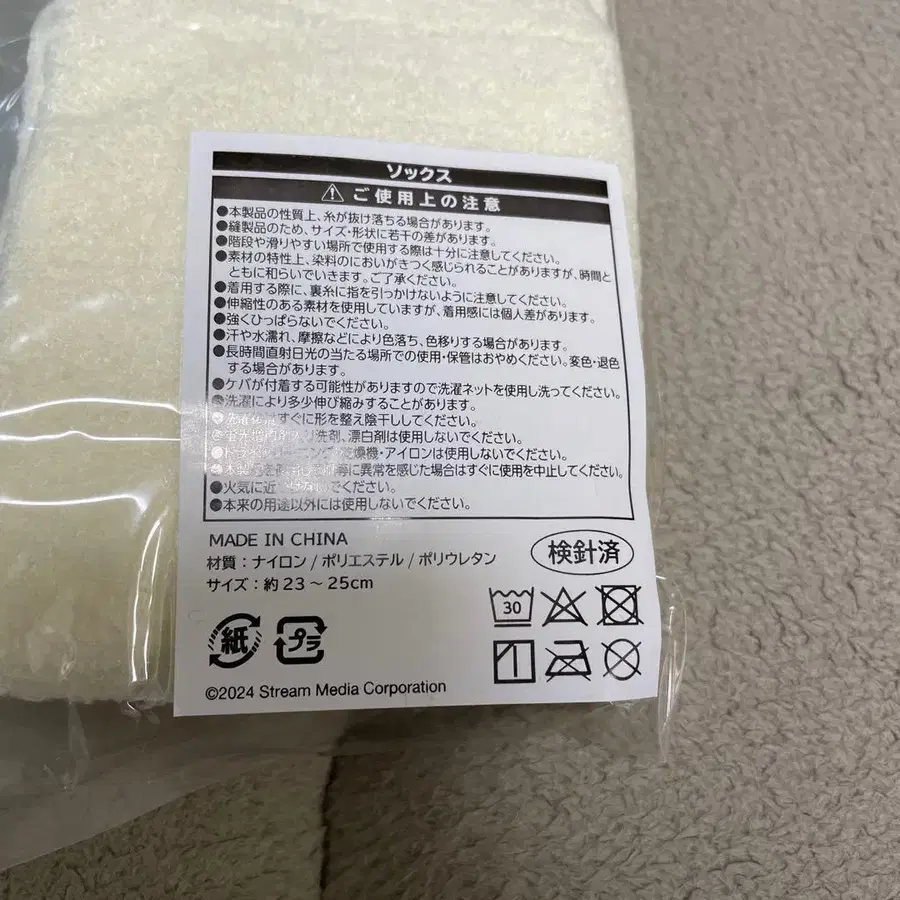 ソックス
⚠ ご使用上の注意
●本製品の性質上、糸が抜け落ちる場合があります。
●縫製品のため、サイズ・形状に若干の差があります。
●階段や滑りやすい場所で使用する際は十分に注意してください。
●素材の特性上、染料のにおいがきつく感じられることがありますが、時間と
ともに和らいでいきます。ご了承ください。
●着用する際に、裏糸に指を引っかけないように注意してください。
●伸縮性のある素材を使用していますが、着用感には個人差があります。
●強くひっぱらないでください。
●汗や水濡れ、摩擦などにより色落ち、色移りする場合があります。
●長時間直射日光の当たる場所での使用・保管はおやめください。変色・退色
する場合があります。
●ケバが付着する可能性がありますので洗濯ネットを使用し洗ってください。
●洗濯により多少伸び縮みすることがあります。
すぐに形を整え陰干ししてください。
洗剤、漂白剤は使用しないでください。
乾燥機・アイロンは使用しないでください。
等に異常を感じた場合はすぐに使用を中止してください。
●火気に近 でください。
●本来の用途以外には使用しないでください。
MADE IN CHINA
材質：ナイロン/ポリエステル/ポリウレタン
サイズ：約23～25cm
検針済
30
紙 プラ
©2024 Stream Media Corporation